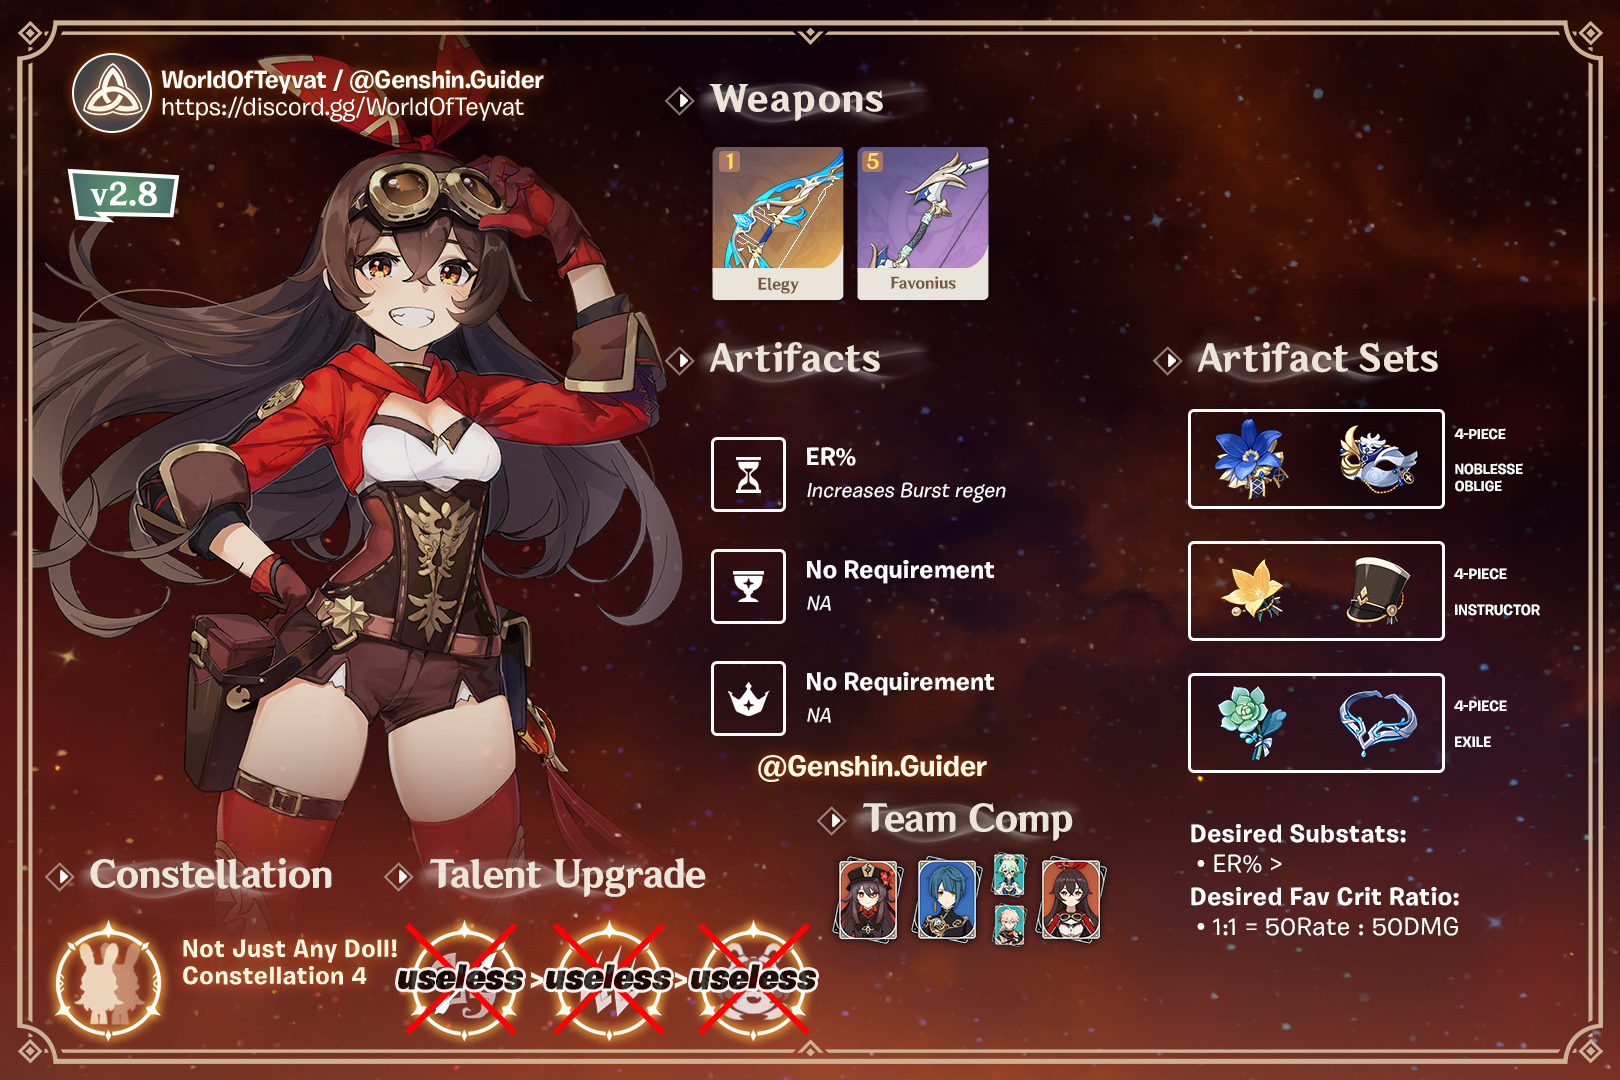 WorldOfTeyvat / @Genshin.Guider
https://discord.gg/WorldOfTeyvat
v2.8
Weapons
1
5
Elegy
Favonius
Artifacts
ER%
Increases Burst regen
No Requirement
NA
No Requirement
NA
@Genshin.Guider
Artifact Sets
4-PIECE
NOBLESSE
OBLIGE
4-PIECE
INSTRUCTOR
4-PIECE
EXILE
Team Comp
Desired Substats:
• ER% >
Desired Fav Crit Ratio:
• 1:1 = 50Rate : 50DMG
Constellation
Not Just Any Doll!
Constellation 4
Talent Upgrade
useless > useless > useless